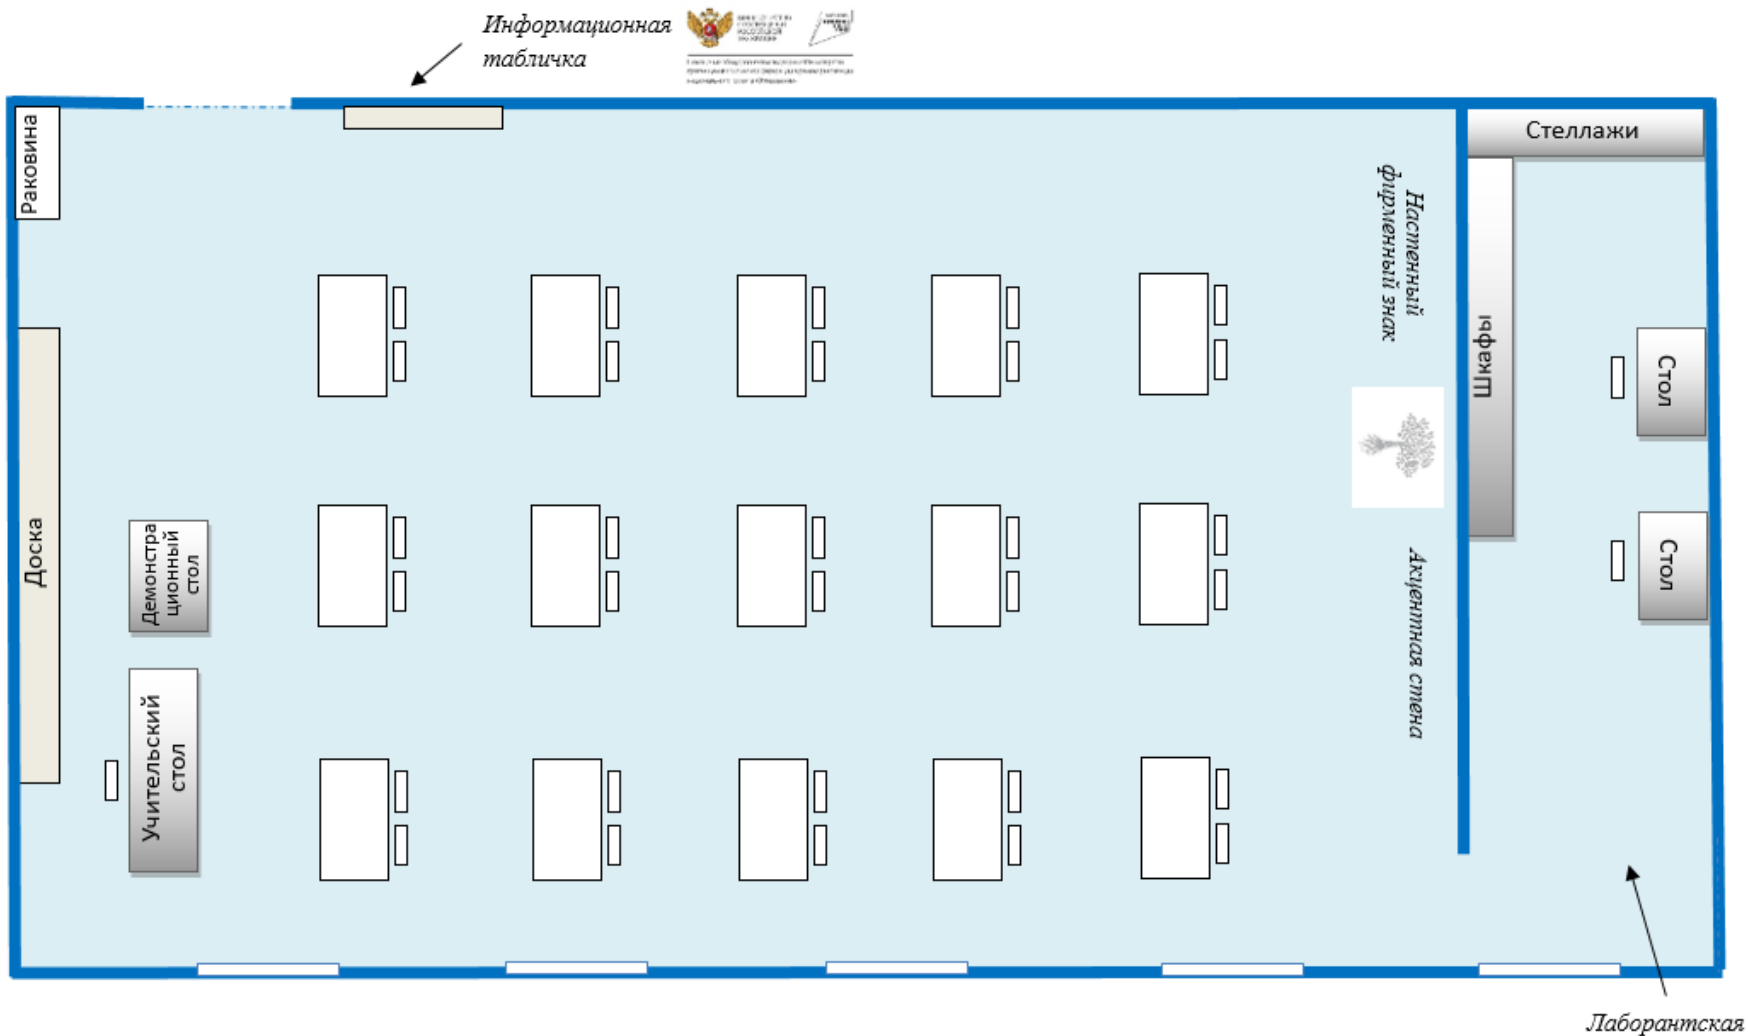 Информационная
табличка
Раковина
Стеллажи
Настенный
фирменный знак
Шкафы
Стол
Доска
Демонстра
ционный
стол
Стол
Акцентная стена
Учительский
стол
Лаборантская